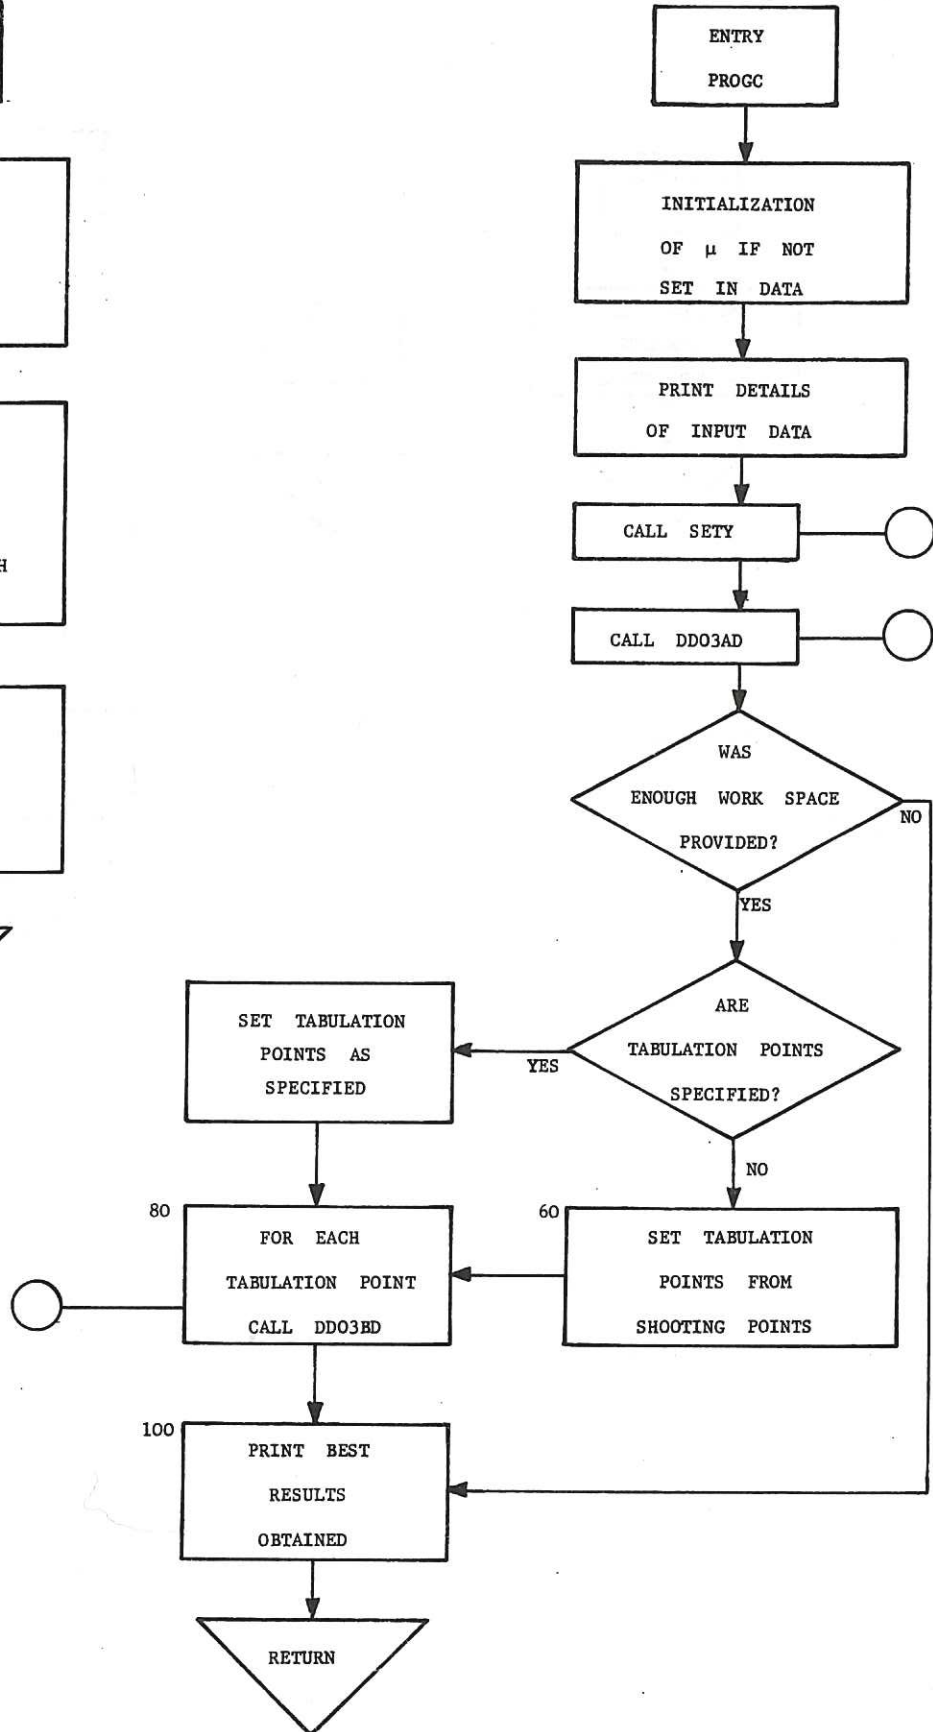 ENTRY
PROGC
INITIALIZATION
OF μ IF NOT
SET IN DATA
PRINT DETAILS
OF INPUT DATA
CALL SETY
H
CALL DDO3AD
WAS
ENOUGH WORK SPACE
PROVIDED?
NO
YES
ARE
TABULATION POINTS
SPECIFIED?
YES
SET TABULATION
POINTS AS
SPECIFIED
NO
80
FOR EACH
TABULATION POINT
CALL DDO3BD
60
SET TABULATION
POINTS FROM
SHOOTING POINTS
100
PRINT BEST
RESULTS
OBTAINED
RETURN